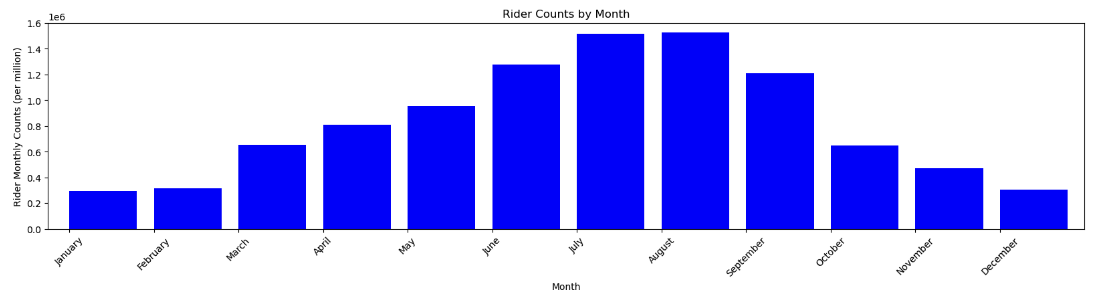 Rider Counts by Month
1e6
Rider Monthly Counts (per million)
1.6
1.4
1.2
1.0
0.8
0.6
0.4
0.2
0.0
January
February
March
April
May
June
July
August
September
October
November
December
Month